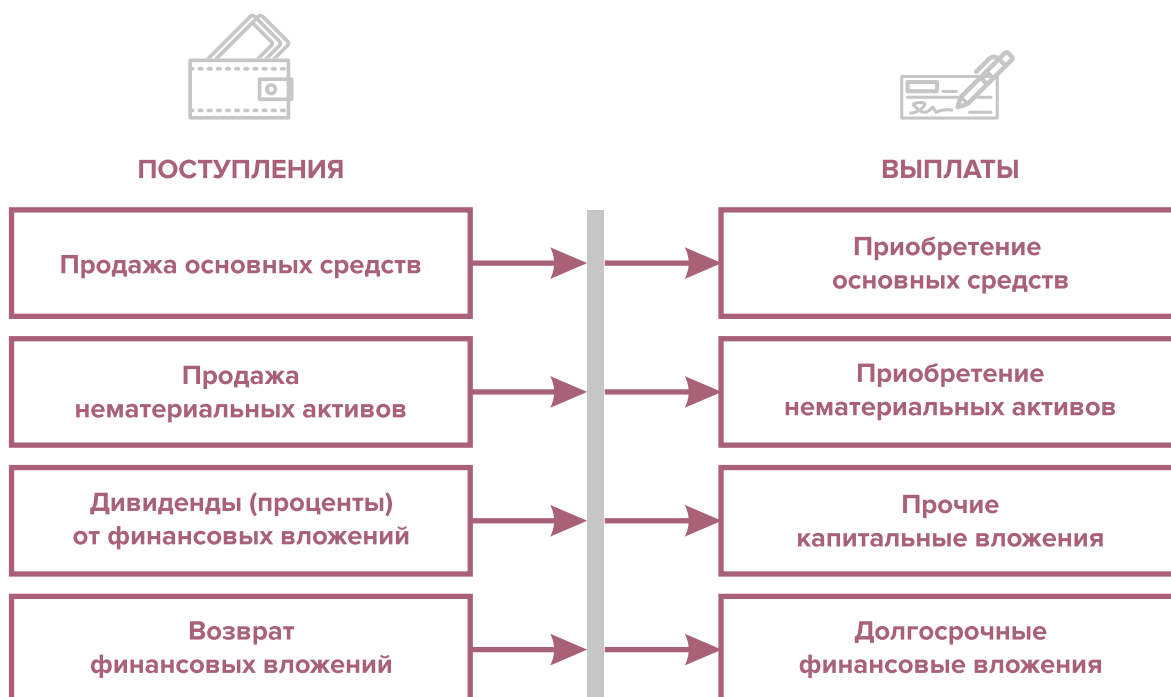 ПОСТУПЛЕНИЯ
ВЫПЛАТЫ
Продажа основных средств
Приобретение
основных средств
Продажа
нематериальных активов
Приобретение
нематериальных активов
Дивиденды (проценты)
от финансовых вложений
Прочие
капитальные вложения
Возврат
финансовых вложений
Долгосрочные
финансовые вложения